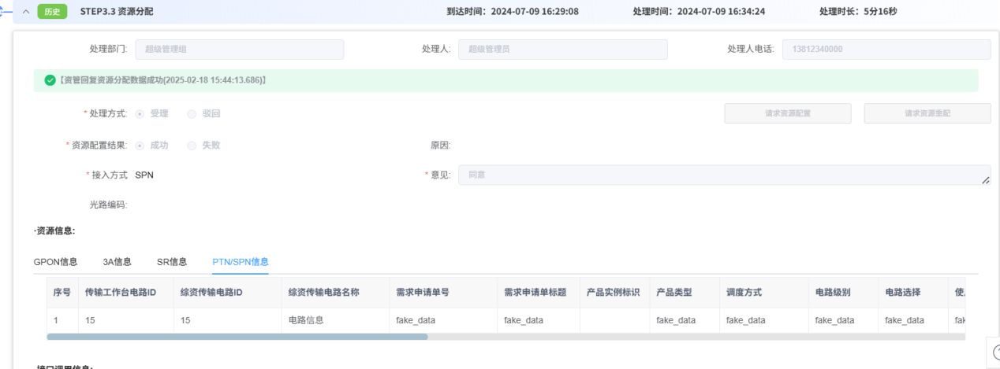 历史 STEP3.3 资源分配 到达时间：2024-07-09 16:29:08 处理时间：2024-07-09 16:34:24 处理时长：5分16秒
处理部门: 超级管理组 处理人: 超级管理员 处理人电话: 13812340000
【资管回复资源分配数据成功(2025-02-18 15:44:13.686)】
* 处理方式: 受理 驳回 请求资源配置 请求资源重配
* 资源配置结果: 成功 失败 原因:
* 接入方式 SPN * 意见: 同意
光路编码:
·资源信息:
GPON信息 3A信息 SR信息 PTN/SPN信息
序号 传输工作台电路ID 综资传输电路ID 综资传输电路名称 需求申请单号 需求申请单标题 产品实例标识 产品类型 调度方式 电路级别 电路选择 使
1 15 15 电路信息 fake_data fake_data fake_data fake_data fake_data fake_data fak
接口调用信息: